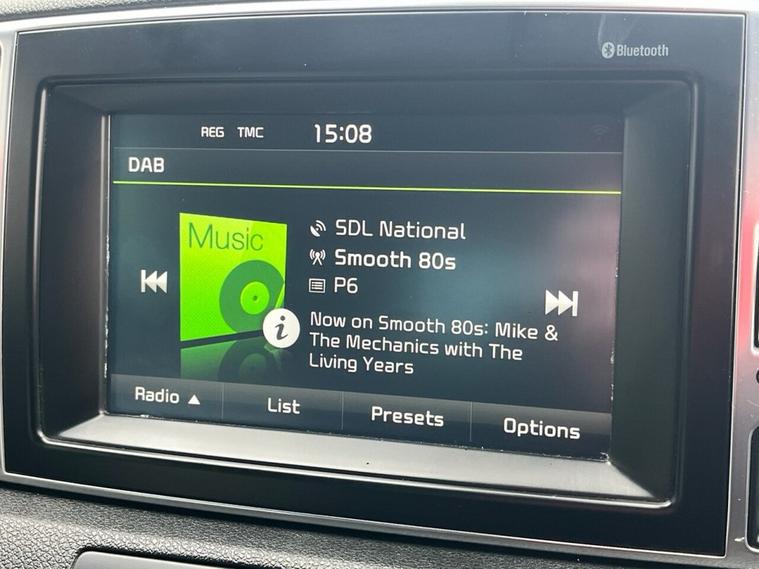 Bluetooth
REG TMC 15:08
DAB
Music
SDL National
Smooth 80s
P6
i
Now on Smooth 80s: Mike &
The Mechanics with The
Living Years
Radio ▲ List Presets Options